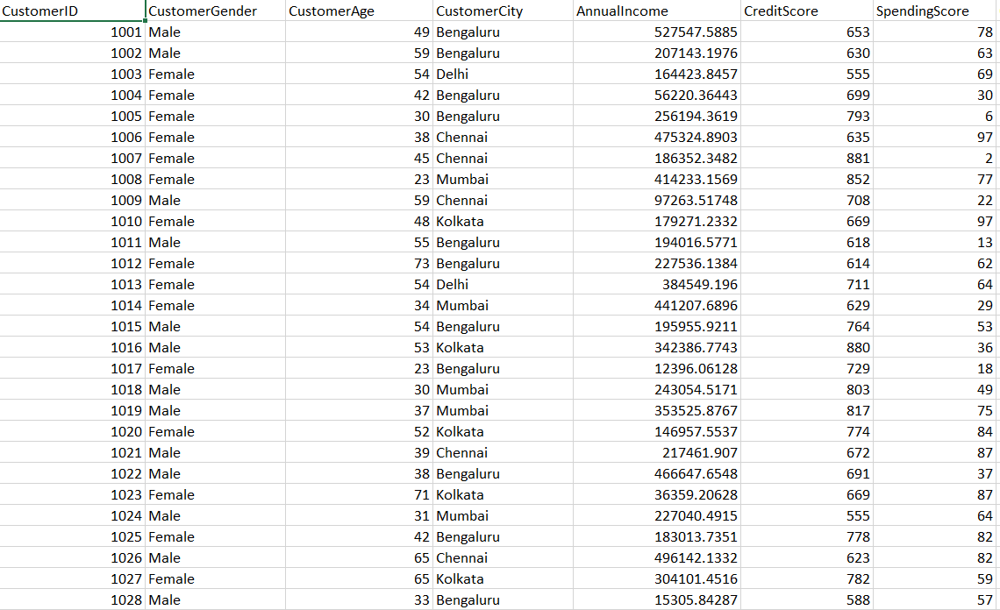 CustomerID CustomerGender CustomerAge CustomerCity AnnualIncome CreditScore SpendingScore
1001 Male 49 Bengaluru 527547.5885 653 78
1002 Male 59 Bengaluru 207143.1976 630 63
1003 Female 54 Delhi 164423.8457 555 69
1004 Female 42 Bengaluru 56220.36443 699 30
1005 Female 30 Bengaluru 256194.3619 793 6
1006 Female 38 Chennai 475324.8903 635 97
1007 Female 45 Chennai 186352.3482 881 2
1008 Female 23 Mumbai 414233.1569 852 77
1009 Male 59 Chennai 97263.51748 708 22
1010 Female 48 Kolkata 179271.2332 669 97
1011 Male 55 Bengaluru 194016.5771 618 13
1012 Female 73 Bengaluru 227536.1384 614 62
1013 Female 54 Delhi 384549.196 711 64
1014 Female 34 Mumbai 441207.6896 629 29
1015 Male 54 Bengaluru 195955.9211 764 53
1016 Male 53 Kolkata 342386.7743 880 36
1017 Female 23 Bengaluru 12396.06128 729 18
1018 Male 30 Mumbai 243054.5171 803 49
1019 Male 37 Mumbai 353525.8767 817 75
1020 Female 52 Kolkata 146957.5537 774 84
1021 Male 39 Chennai 217461.907 672 87
1022 Male 38 Bengaluru 466647.6548 691 37
1023 Female 71 Kolkata 36359.20628 669 87
1024 Male 31 Mumbai 227040.4915 555 64
1025 Female 42 Bengaluru 183013.7351 778 82
1026 Male 65 Chennai 496142.1332 623 82
1027 Female 65 Kolkata 304101.4516 782 59
1028 Male 33 Bengaluru 15305.84287 588 57